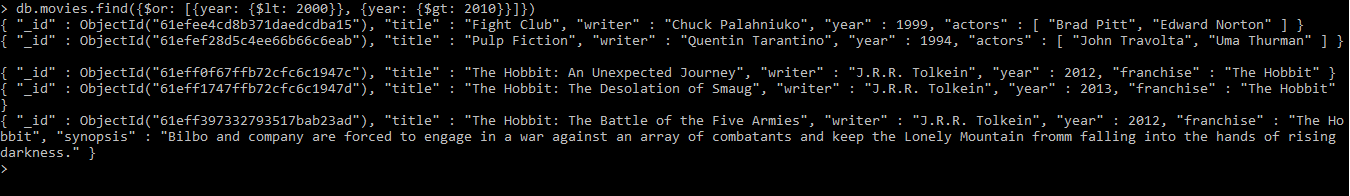 > db.movies.find({$or: [{year: {$lt: 2000}}, {year: {$gt: 2010}}]})
{ "_id" : ObjectId("61efee4cd8b371daedcdba15"), "title" : "Fight Club", "writer" : "Chuck Palahniuko", "year" : 1999, "actors" : [ "Brad Pitt", "Edward Norton" ] }
{ "_id" : ObjectId("61efef28d5c4ee66b66c6eab"), "title" : "Pulp Fiction", "writer" : "Quentin Tarantino", "year" : 1994, "actors" : [ "John Travolta", "Uma Thurman" ] }
{ "_id" : ObjectId("61eff0f67ffb72cfc6c1947c"), "title" : "The Hobbit: An Unexpected Journey", "writer" : "J.R.R. Tolkein", "year" : 2012, "franchise" : "The Hobbit" }
{ "_id" : ObjectId("61eff1747ffb72cfc6c1947d"), "title" : "The Hobbit: The Desolation of Smaug", "writer" : "J.R.R. Tolkein", "year" : 2013, "franchise" : "The Hobbit"
}
{ "_id" : ObjectId("61eff397332793517bab23ad"), "title" : "The Hobbit: The Battle of the Five Armies", "writer" : "J.R.R. Tolkein", "year" : 2012, "franchise" : "The Ho
bbit", "synopsis" : "Bilbo and company are forced to engage in a war against an array of combatants and keep the Lonely Mountain fromm falling into the hands of rising
darkness." }
>